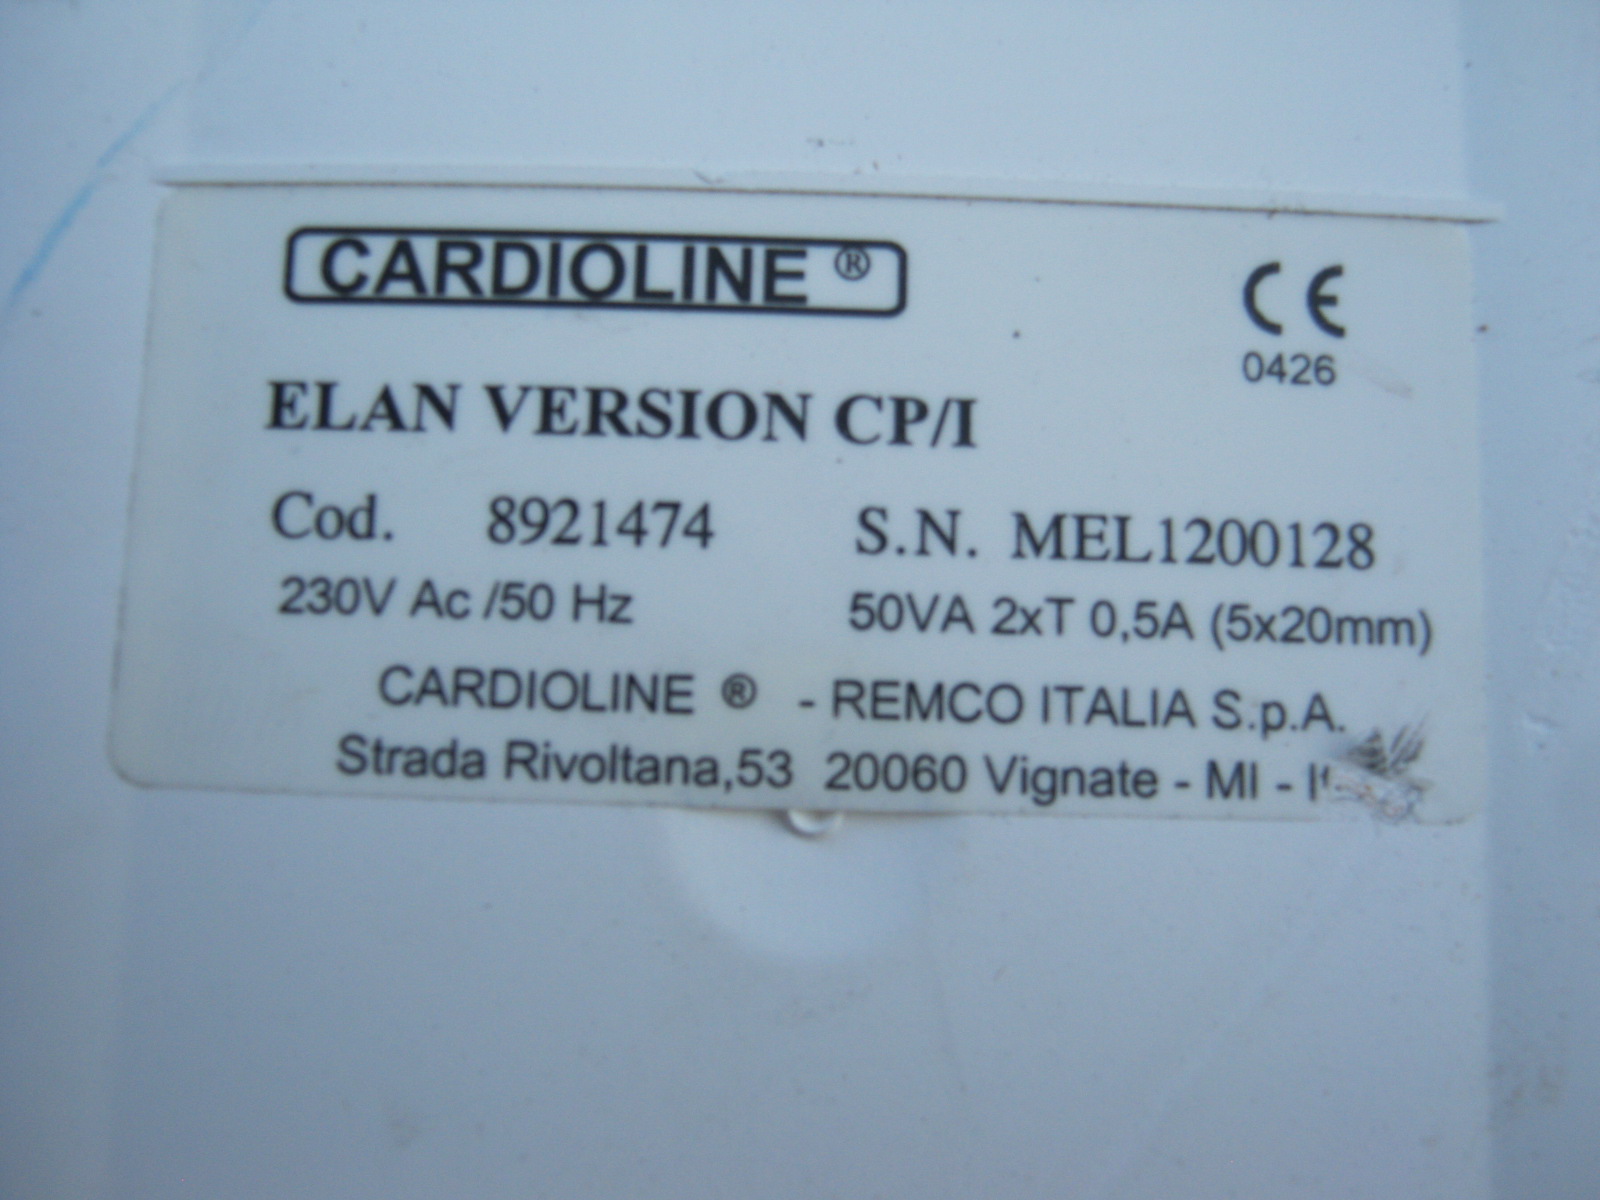 CARDIOLINE ®
CE
0426
ELAN VERSION CP/I
Cod. 8921474 S.N. MEL1200128
230V Ac /50 Hz 50VA 2xT 0,5A (5x20mm)
CARDIOLINE ® - REMCO ITALIA S.p.A.
Strada Rivoltana,53 20060 Vignate - MI -